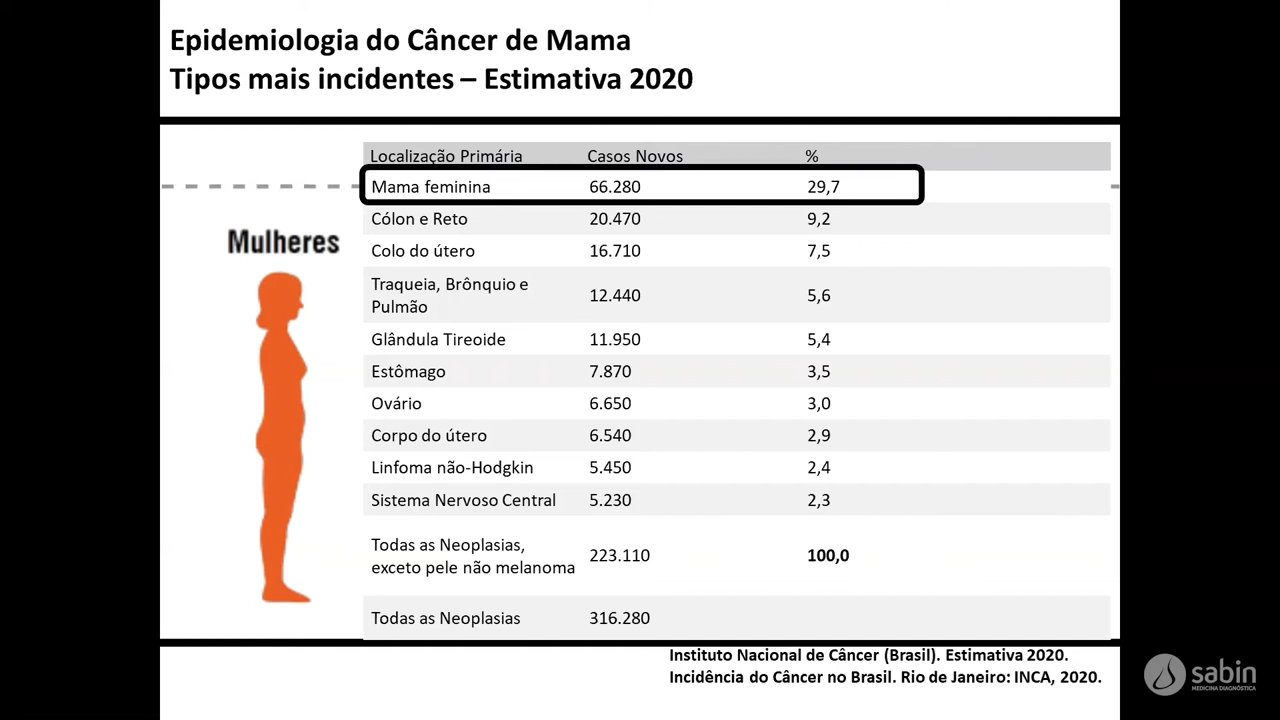 Epidemiologia do Câncer de Mama
Tipos mais incidentes – Estimativa 2020
Localização Primária Casos Novos %
Mama feminina 66.280 29,7
Cólon e Reto 20.470 9,2
Mulheres
Colo do útero 16.710 7,5
Traqueia, Brônquio e
Pulmão 12.440 5,6
Glândula Tireoide 11.950 5,4
Estômago 7.870 3,5
Ovário 6.650 3,0
Corpo do útero 6.540 2,9
Linfoma não-Hodgkin 5.450 2,4
Sistema Nervoso Central 5.230 2,3
Todas as Neoplasias,
exceto pele não melanoma 223.110 100,0
Todas as Neoplasias 316.280
Instituto Nacional de Câncer (Brasil). Estimativa 2020.
Incidência do Câncer no Brasil. Rio de Janeiro: INCA, 2020.
sabin
MEDICINA DIAGNÓSTICA